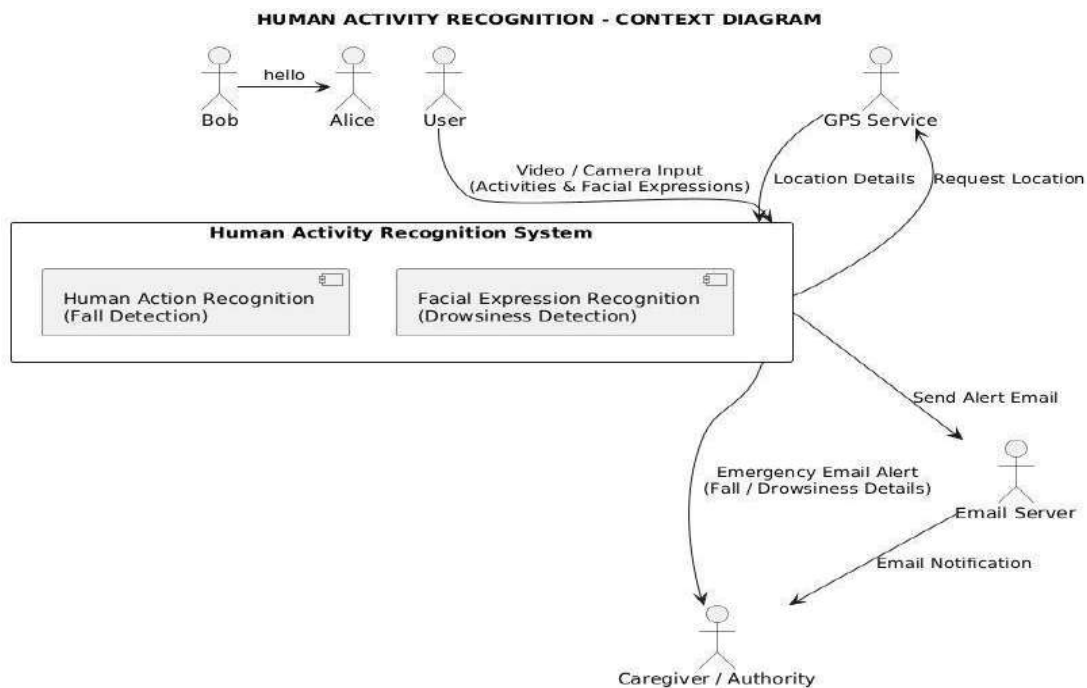 HUMAN ACTIVITY RECOGNITION - CONTEXT DIAGRAM
hello
Bob
Alice
User
GPS Service
Video / Camera Input
(Activities & Facial Expressions)
Location Details
Request Location
Human Activity Recognition System
Human Action Recognition
(Fall Detection)
Facial Expression Recognition
(Drowsiness Detection)
Send Alert Email
Emergency Email Alert
(Fall / Drowsiness Details)
Email Server
Email Notification
Caregiver / Authority